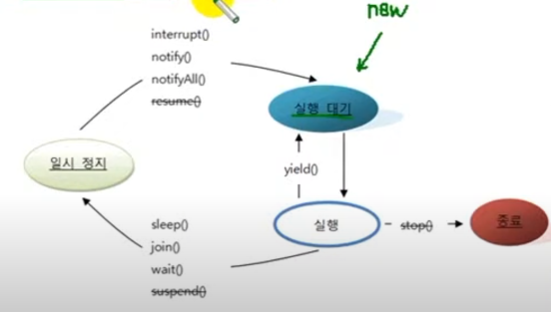 new
interrupt()
notify()
notifyAll()
resume()
실행 대기
일시 정지
yield()
sleep()
join()
wait()
suspend()
실행
stop()
종료